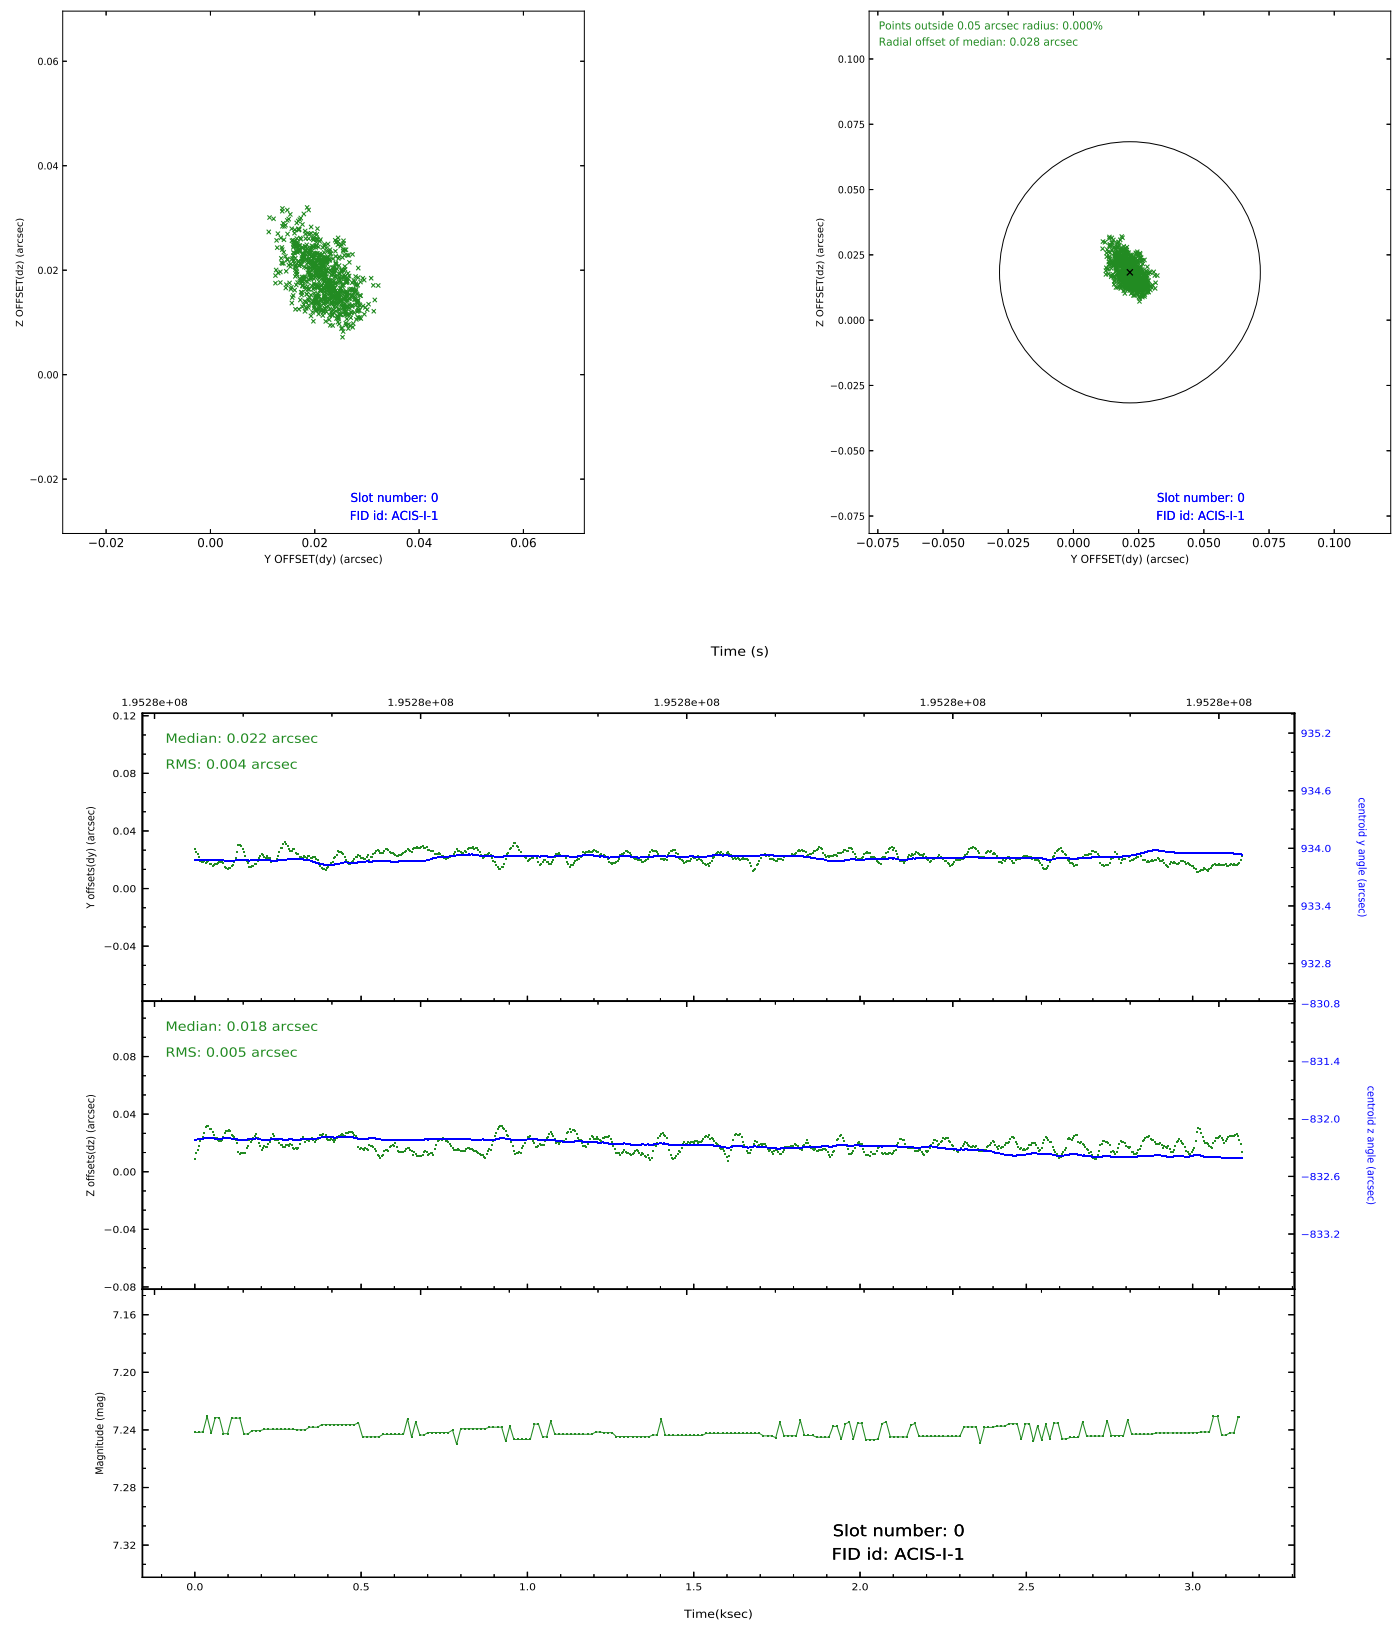 0.06
0.04
0.02
0.00
−0.02
Z OFFSET(dz) (arcsec)
Slot number: 0
FID id: ACIS-I-1
−0.02 0.00 0.02 0.04 0.06
Y OFFSET(dy) (arcsec)
Points outside 0.05 arcsec radius: 0.000%
Radial offset of median: 0.028 arcsec
0.100
0.075
0.050
0.025
0.000
−0.025
−0.050
−0.075
Z OFFSET(dz) (arcsec)
Slot number: 0
FID id: ACIS-I-1
−0.075 −0.050 −0.025 0.000 0.025 0.050 0.075 0.100
Y OFFSET(dy) (arcsec)
Time (s)
1.9528e+08 1.9528e+08 1.9528e+08 1.9528e+08 1.9528e+08
Median: 0.022 arcsec
RMS: 0.004 arcsec
0.12
0.08
0.04
0.00
−0.04
Y offsets(dy) (arcsec)
935.2
934.6
934.0
933.4
932.8
centroid y angle (arcsec)
Median: 0.018 arcsec
RMS: 0.005 arcsec
0.08
0.04
0.00
−0.04
−0.08
Z offsets(dz) (arcsec)
−830.8
−831.4
−832.0
−832.6
−833.2
centroid z angle (arcsec)
7.16
7.20
7.24
7.28
7.32
Magnitude (mag)
Slot number: 0
FID id: ACIS-I-1
0.0 0.5 1.0 1.5 2.0 2.5 3.0
Time(ksec)